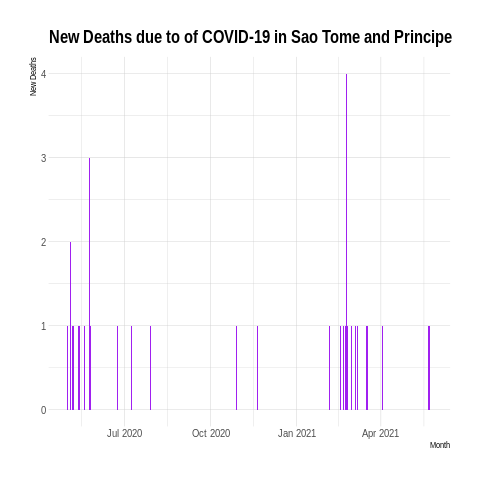 New Deaths due to of COVID-19 in Sao Tome and Principe
New Deaths
4
3
2
1
0
Jul 2020 Oct 2020 Jan 2021 Apr 2021
Month